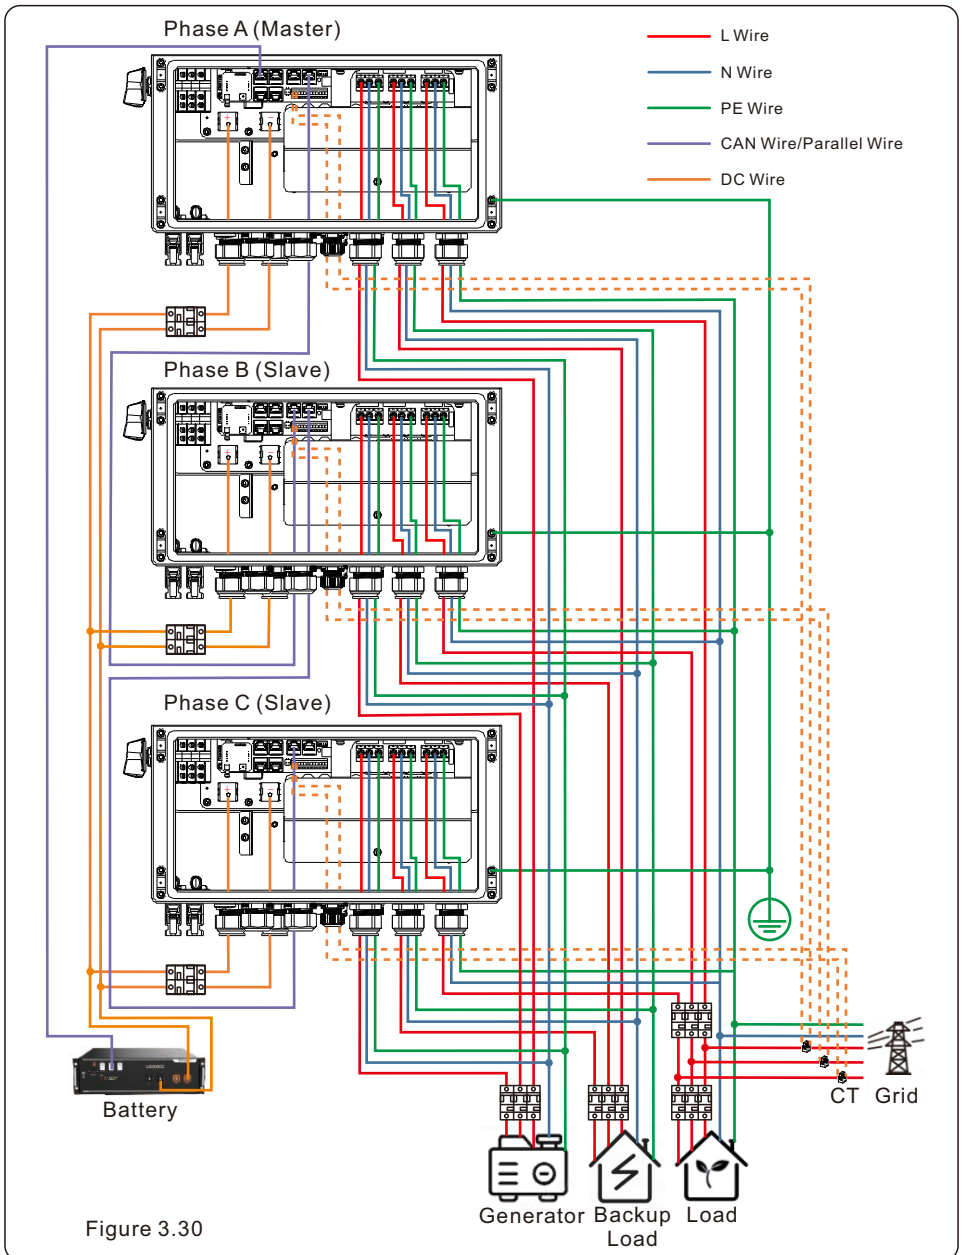 Phase A (Master)
L Wire
N Wire
PE Wire
CAN Wire/Parallel Wire
DC Wire
Phase B (Slave)
Phase C (Slave)
Battery
CT
Grid
Generator
Backup
Load
Load
Figure 3.30